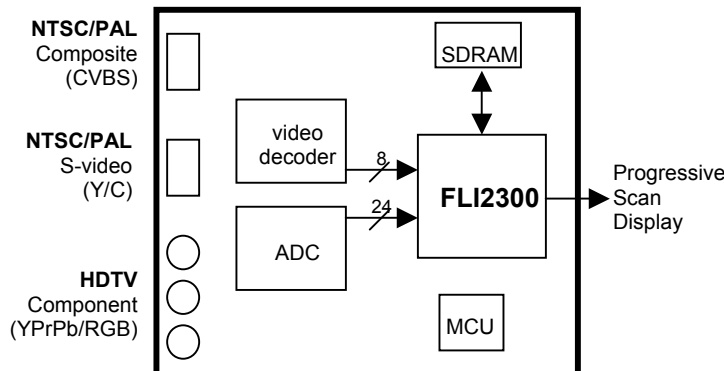 NTSC/PAL
Composite
(CVBS)
NTSC/PAL
S-video
(Y/C)
HDTV
Component
(YPrPb/RGB)
video
decoder
8
ADC
24
SDRAM
FLI2300
MCU
Progressive
Scan
Display